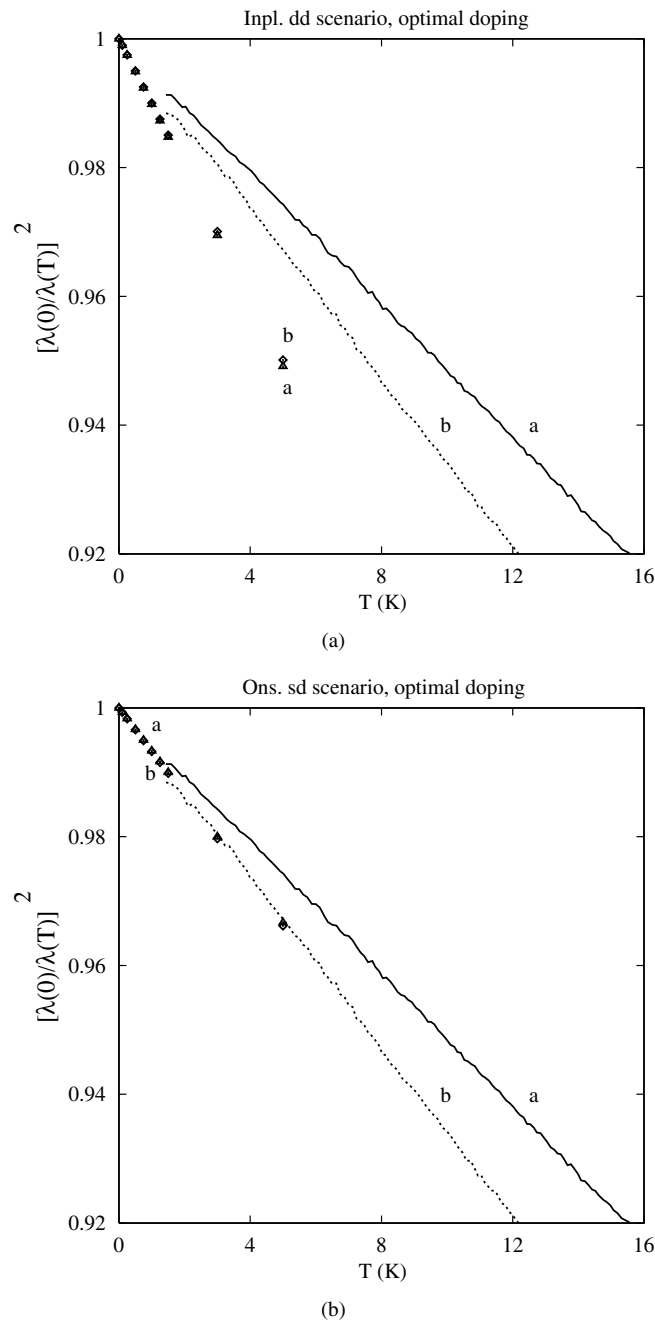 Inpl. dd scenario, optimal doping
1
0.98
0.96
0.94
0.92
[λ(0)/λ(T)] 2
b
a
b
a
0 4 8 12 16
T (K)
(a)
Ons. sd scenario, optimal doping
1
0.98
0.96
0.94
0.92
[λ(0)/λ(T)] 2
a
b
b
a
0 4 8 12 16
T (K)
(b)